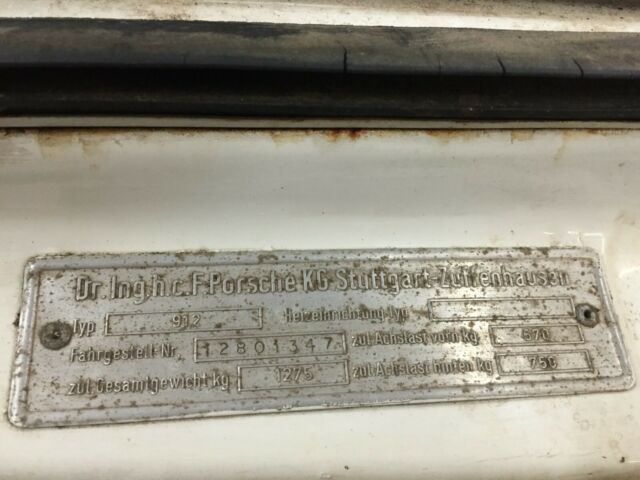 Dr. Ing. h. c. F. Porsche KG Stuttgart-Zuffenhausen
Typ 912 Heizeinrichtung Typ
Fahrgestell Nr. 12801347 zul. Achslast vorn kg 570
zul. Gesamtgewicht kg 1275 zul. Achslast hinten kg 750